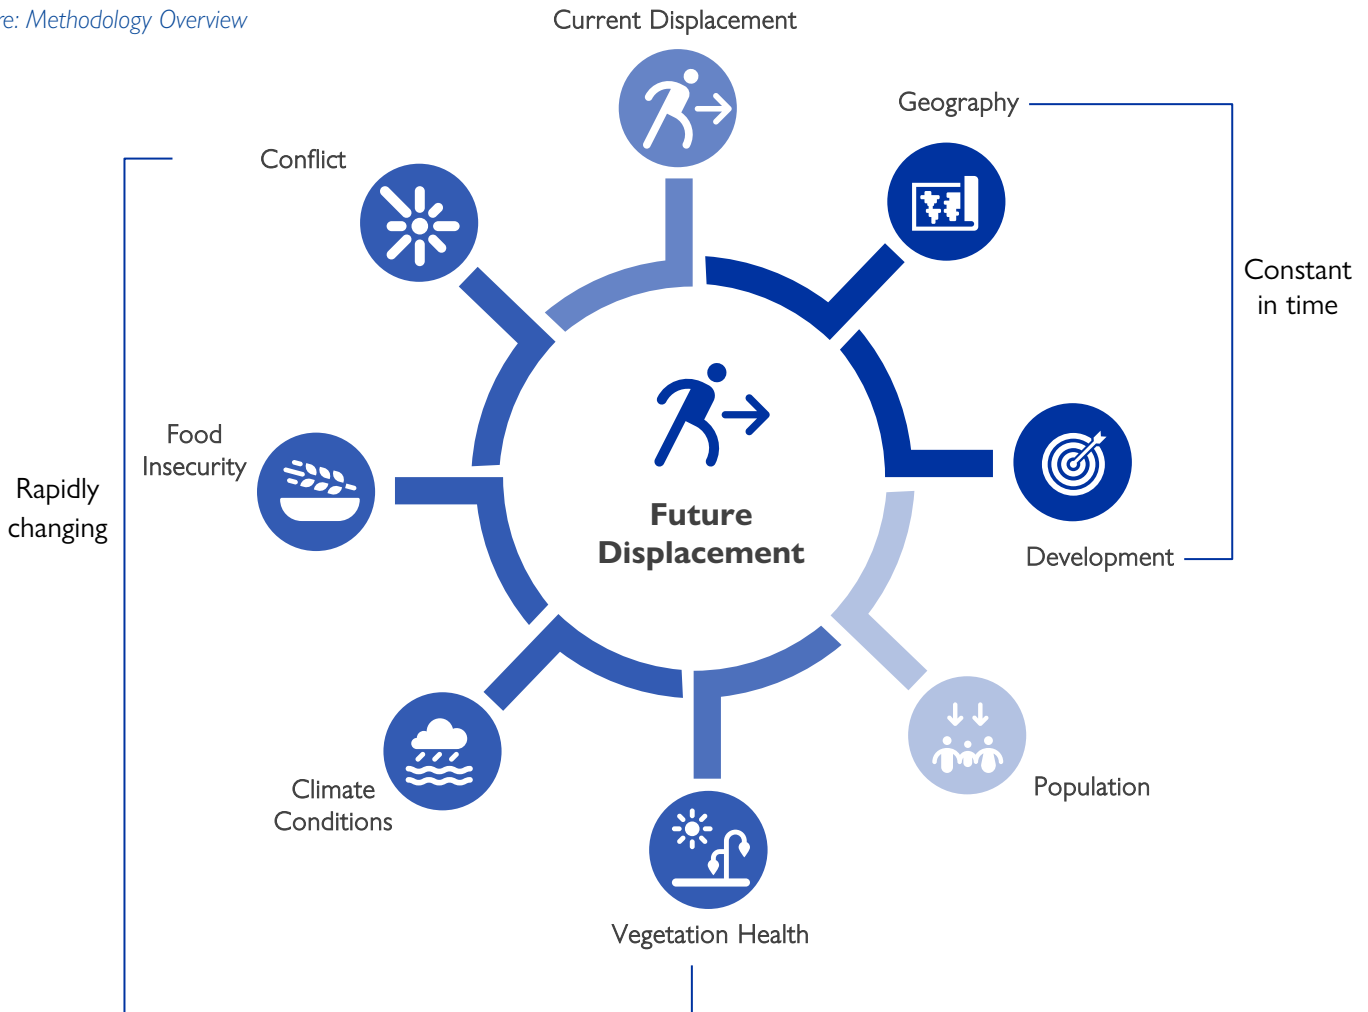 re: Methodology Overview
Current Displacement
Geography
Conflict
Constant
in time
Food
Insecurity
Rapidly
changing
Future
Displacement
Development
Climate
Conditions
Population
Vegetation Health